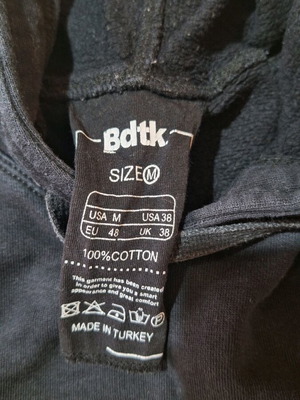 Bdtk
SIZE M
USA M USA 38
EU 48 UK 38
100% COTTON
This garment has been created
in order to give you a smart
appearance and great comfort
P
MADE IN TURKEY